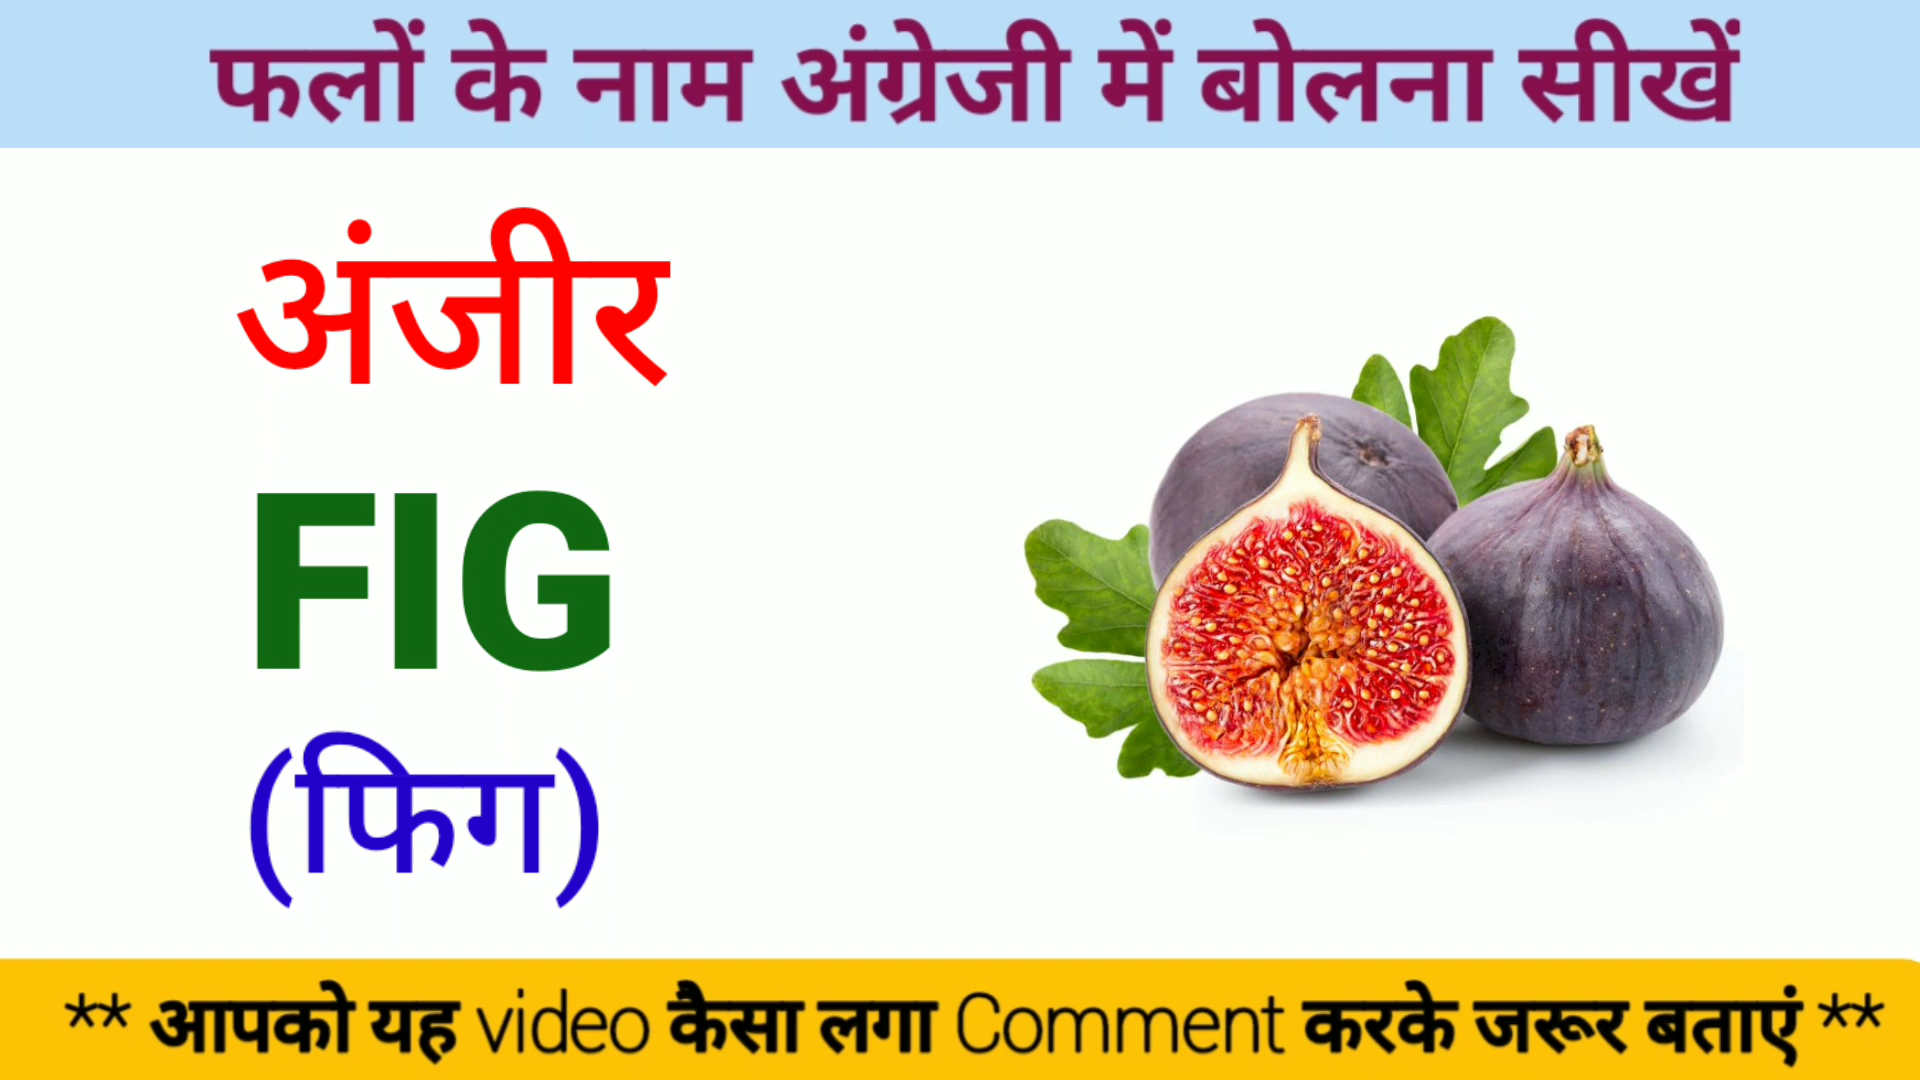 फलों के नाम अंग्रेजी में बोलना सीखें
अंजीर
FIG
(फिग)
** आपको यह video कैसा लगा Comment करके जरूर बताएं **